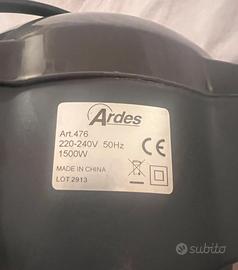 Ardes
Art.476
220-240V 50Hz
1500W
CE
MADE IN CHINA
LOT 2913
subito